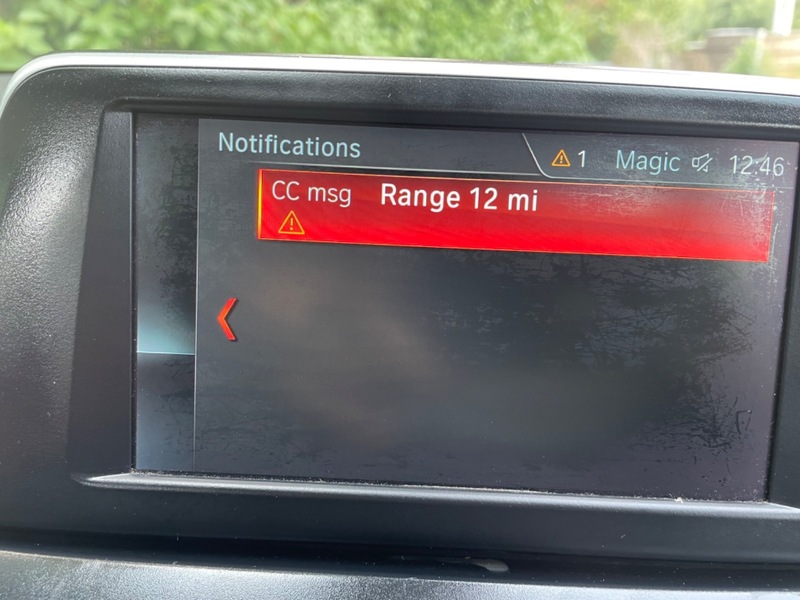 Notifications
1 Magic 12:46
CC msg Range 12 mi